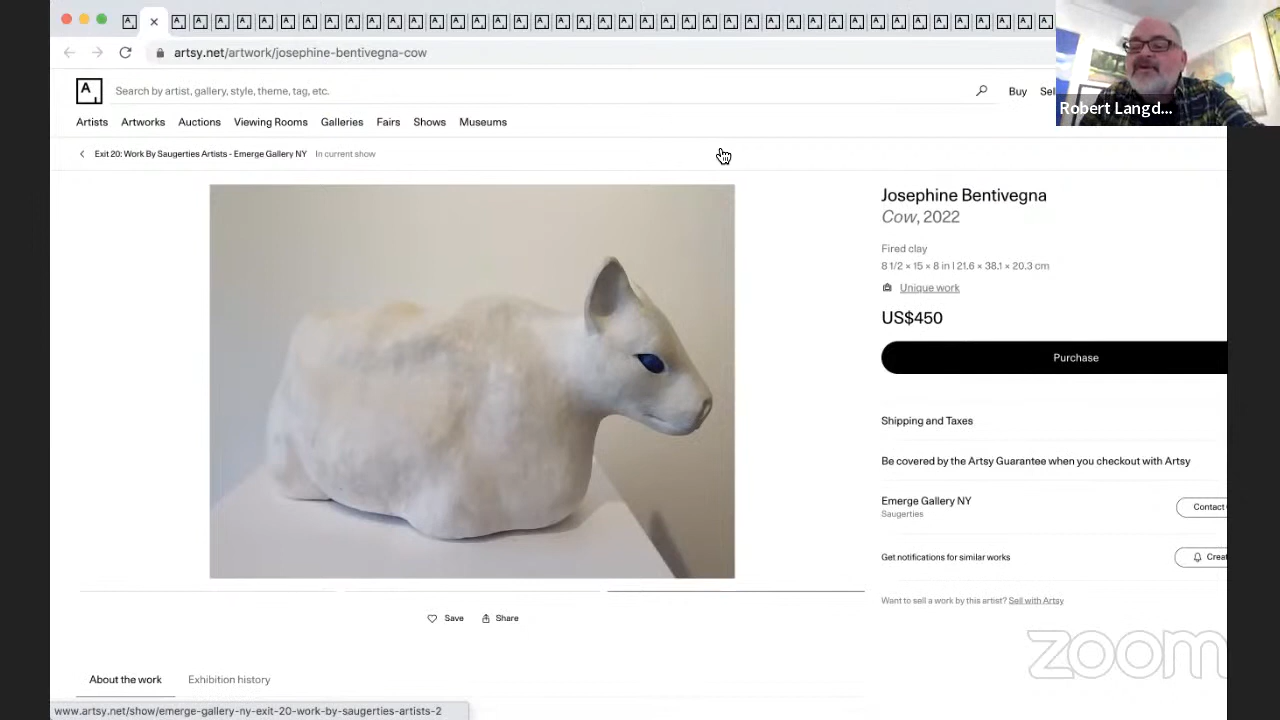 artsy.net/artwork/josephine-bentivegna-cow
Robert Langd...
A
Search by artist, gallery, style, theme, tag, etc.
Buy
Sel
Artists
Artworks
Auctions
Viewing Rooms
Galleries
Fa
Shows
Museums
Exit 20: Work By Saugerties Artists - Emerge Gallery NY
In current show
Josephine Bentivegna
Cow, 2022
Fired clay
8 1/2 × 15 × 8 in | 21.6 × 38.1 × 20.3 cm
Unique work
US$450
Purchase
Shipping and Taxes
Be covered by the Artsy Guarantee when you checkout with Artsy
Emerge Gallery NY
Saugerties
Contact
Get notifications for similar works
Creat
Want to sell a work by this artist? Sell with Artsy
Save
Share
zoom
About the work
Exhibition history
www.artsy.net/show/emerge-gallery-ny-exit-20-work-by-saugerties-artists-2